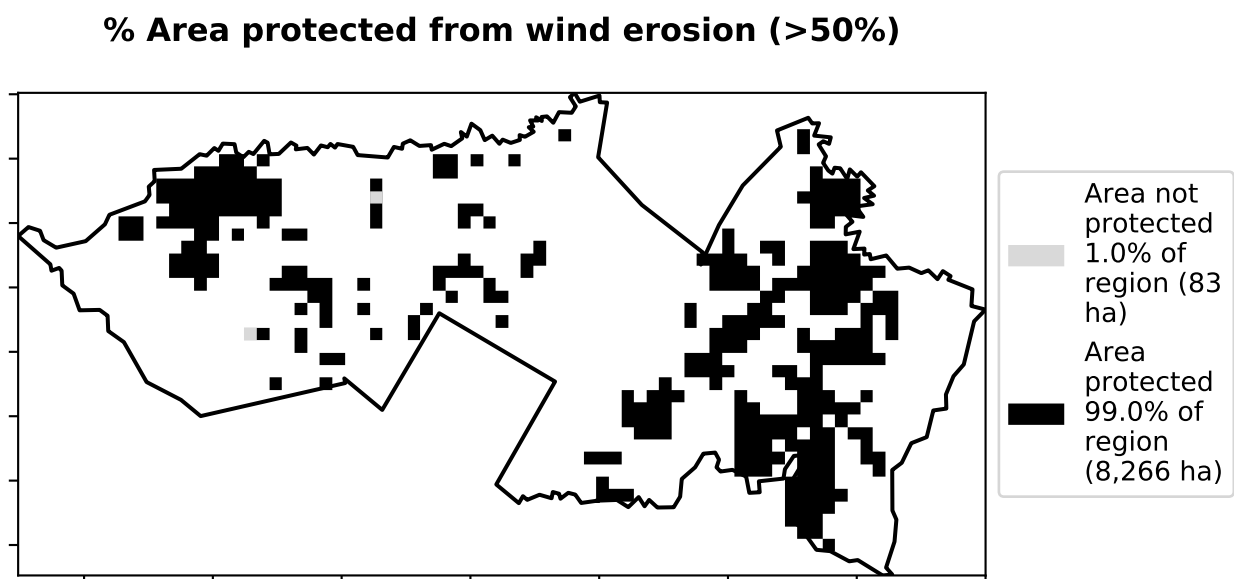 % Area protected from wind erosion (>50%)
Area not
protected
1.0% of
region (83
ha)
Area
protected
99.0% of
region
(8,266 ha)